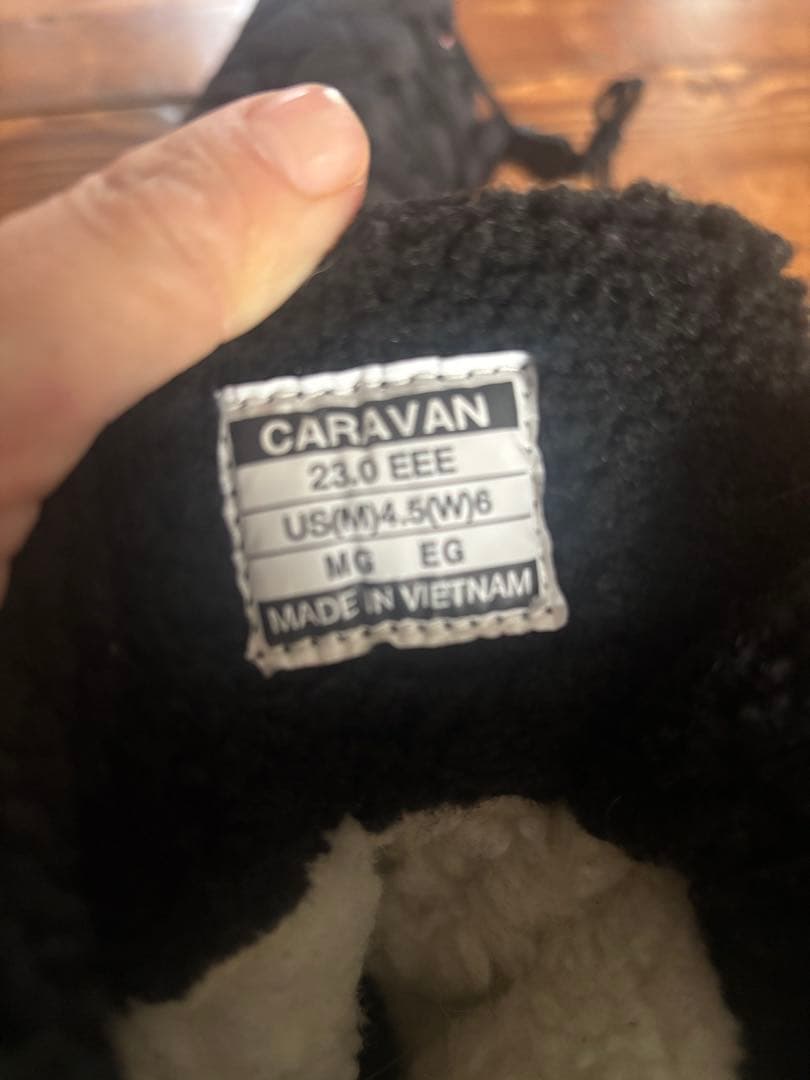 CARAVAN
23.0 EEE
US(M)4.5(W)6
MG EG
MADE IN VIETNAM